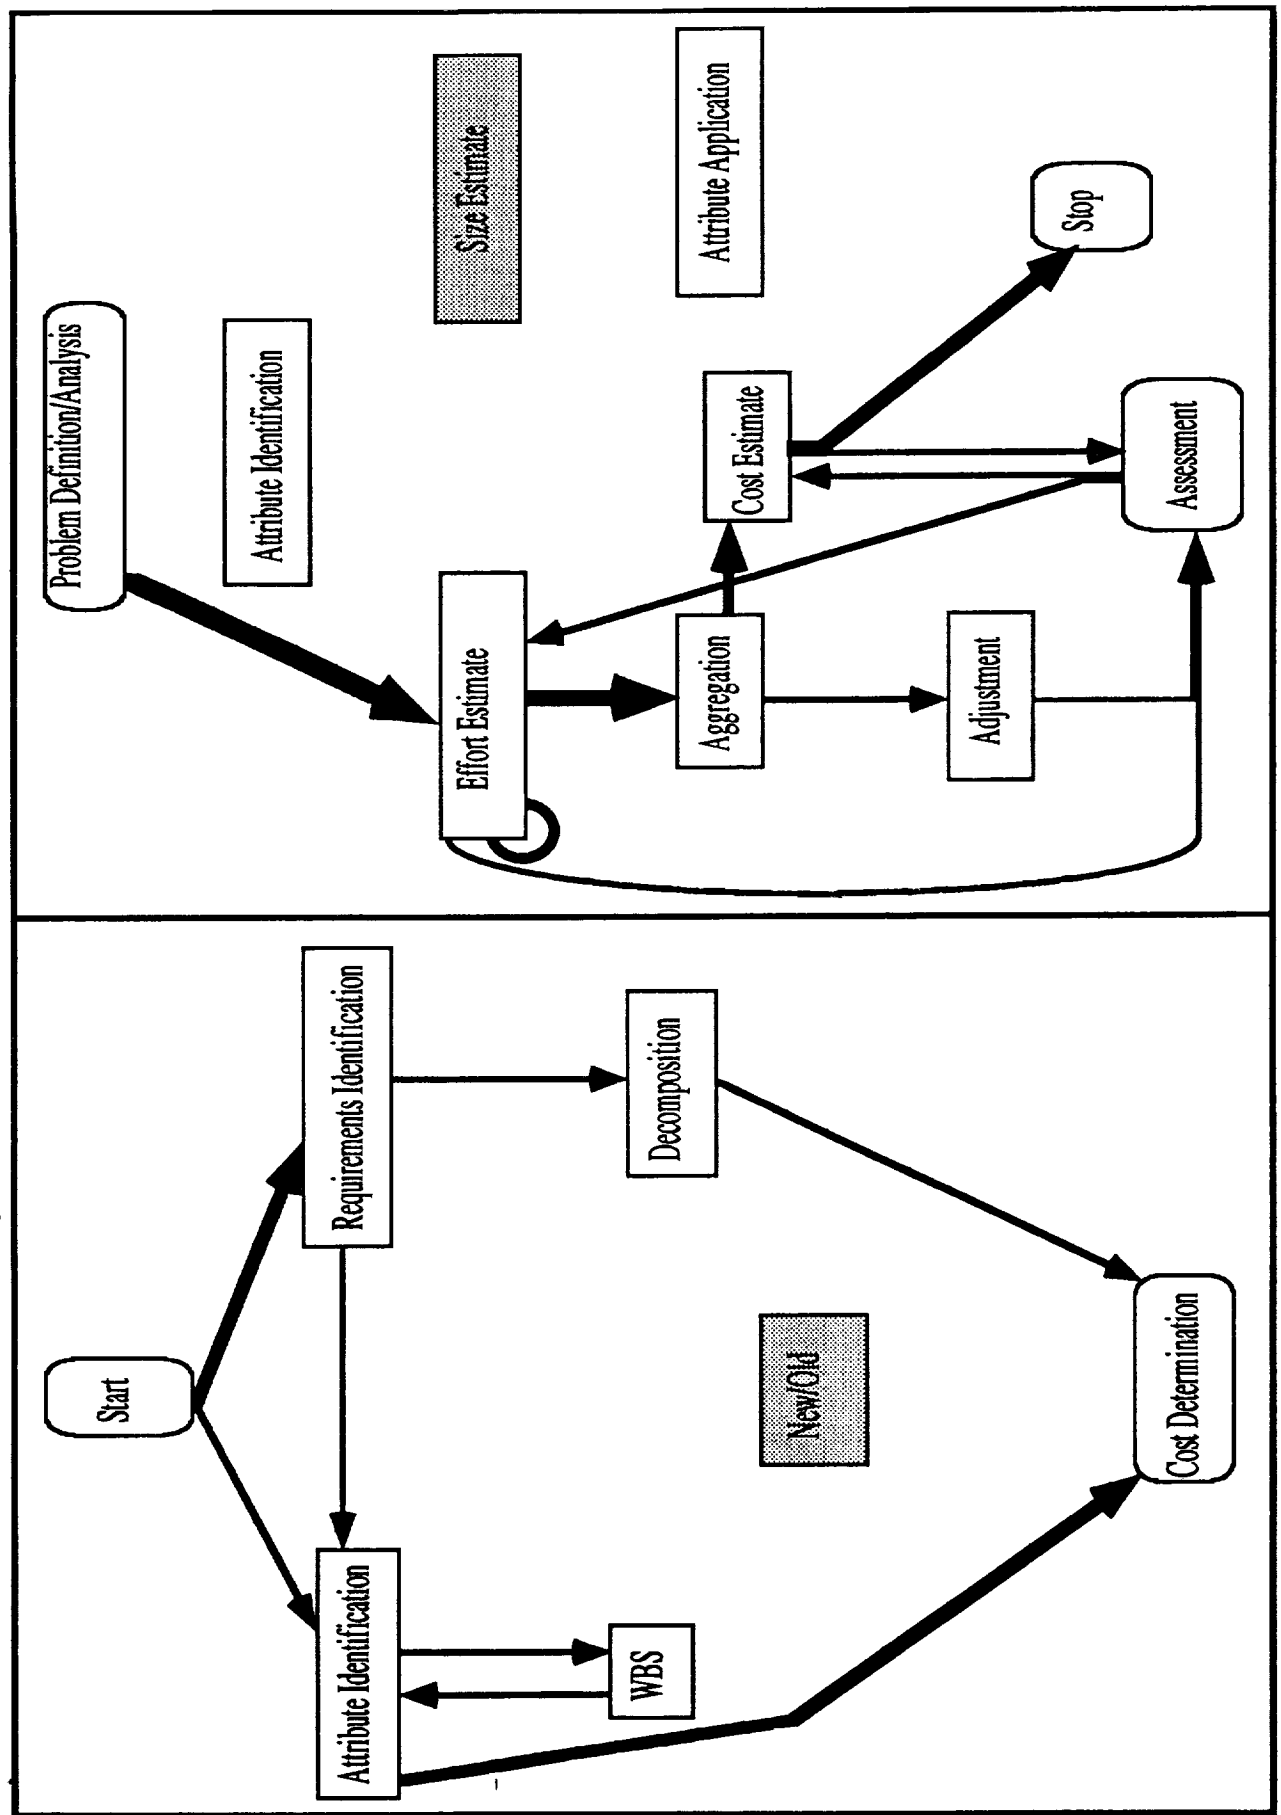 Start
Requirements Identification
Attribute Identification
Decomposition
WBS
New/Old
Cost Determination
Problem Definition/Analysis
Attribute Identification
Size Estimate
Effort Estimate
Attribute Application
Cost Estimate
Aggregation
Stop
Adjustment
Assessment